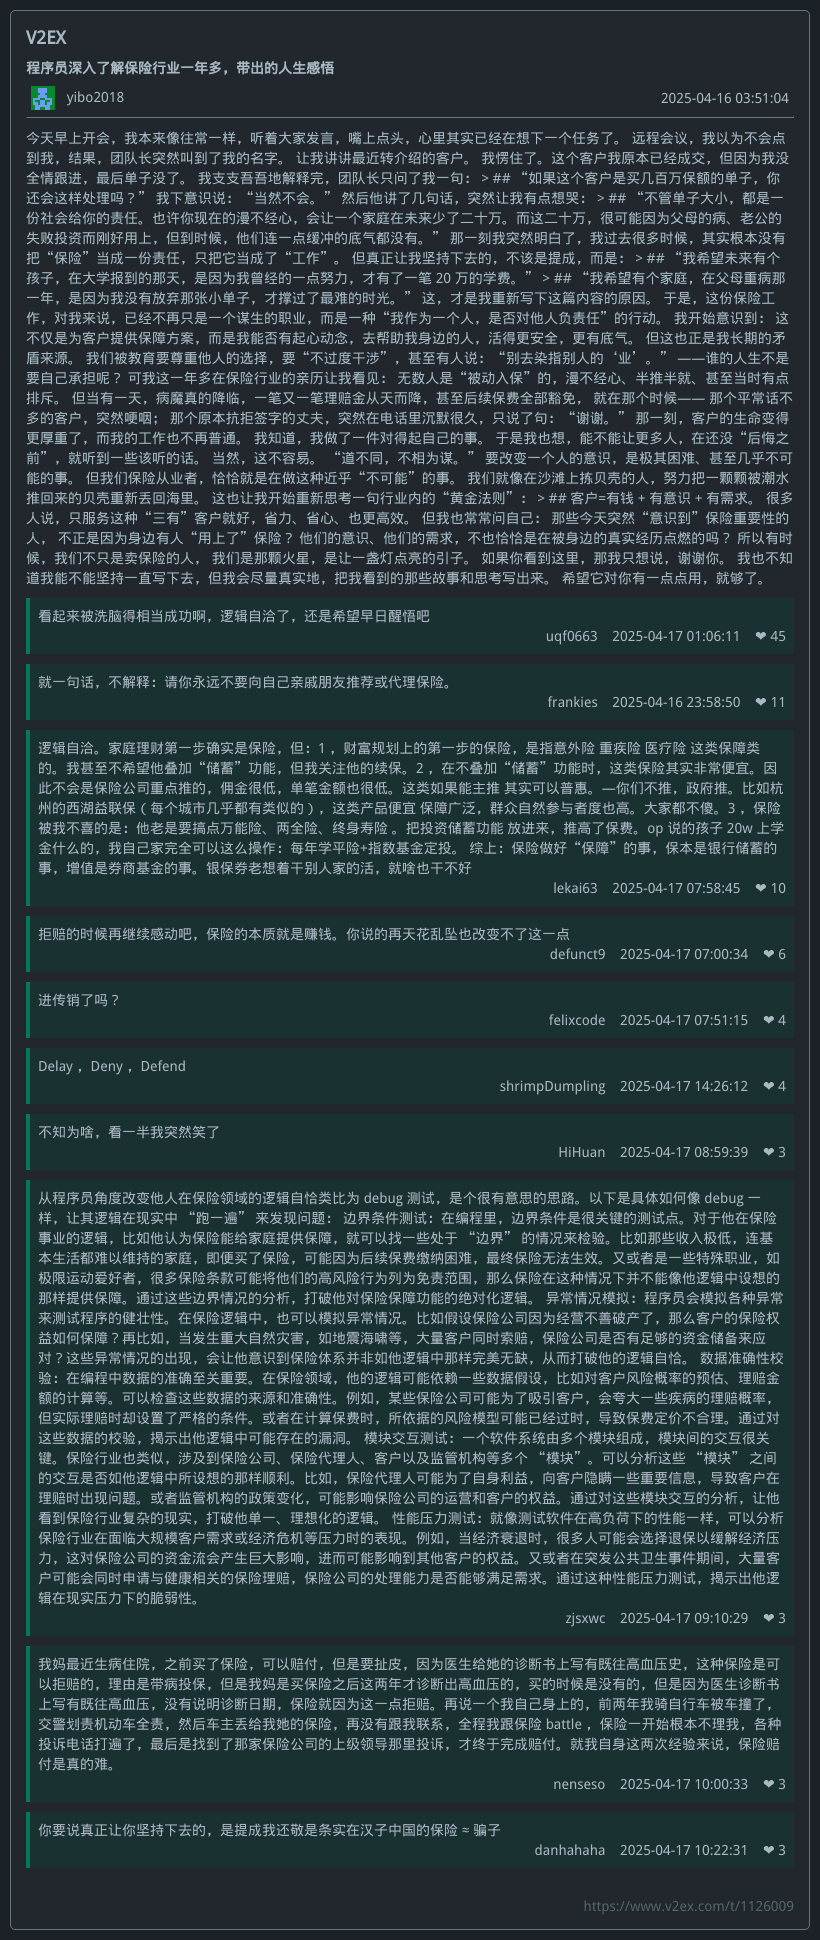 V2EX
程序员深入了解保险行业一年多，带出的人生感悟
yibo2018
2025-04-16 03:51:04
今天早上开会，我本来像往常一样，听着大家发言，嘴上点头，心里其实已经在想下一个任务了。 远程会议，我以为不会点
到我，结果，团队长突然叫到了我的名字。 让我讲讲最近转介绍的客户。 我愣住了。这个客户我原本已经成交，但因为我没
全情跟进，最后单子没了。 我支支吾吾地解释完，团队长只问了我一句：> ## “如果这个客户是买几百万保额的单子，你
还会这样处理吗？” 我下意识说：“当然不会。” 然后他讲了几句话，突然让我有点想哭：> ## “不管单子大小，都是一
份社会给你的责任。也许你现在的漫不经心，会让一个家庭在未来少了二十万。而这二十万，很可能因为父母的病、老公的
失败投资而刚好用上，但到时候，他们连一点缓冲的底气都没有。” 那一刻我突然明白了，我过去很多时候，其实根本没有
把“保险”当成一份责任，只把它当成了“工作”。 但真正让我坚持下去的，不该是提成，而是：> ## “我希望未来有个
孩子，在大学报到的那天，是因为我曾经的一点努力，才有了一笔 20 万的学费。” > ## “我希望有个家庭，在父母重病那
一年，是因为我没有放弃那张小单子，才撑过了最难的时光。” 这，才是我重新写下这篇内容的原因。 于是，这份保险工
作，对我来说，已经不再只是一个谋生的职业，而是一种“我作为一个人，是否对他人负责任”的行动。 我开始意识到： 这
不仅是为客户提供保障方案，而是我能否有起心动念，去帮助我身边的人，活得更安全，更有底气。 但这也正是我长期的矛
盾来源。 我们被教育要尊重他人的选择，要“不过度干涉”，甚至有人说：“别去染指别人的‘业’。” ——谁的人生不是
要自己承担呢？ 可我这一年多在保险行业的亲历让我看见： 无数人是“被动入保”的，漫不经心、半推半就、甚至当时有点
排斥。 但当有一天，病魔真的降临，一笔又一笔理赔金从天而降，甚至后续保费全部豁免， 就在那个时候—— 那个平常话不
多的客户，突然哽咽； 那个原本抗拒签字的丈夫，突然在电话里沉默很久，只说了句：“谢谢。” 那一刻，客户的生命变得
更厚重了，而我的工作也不再普通。 我知道，我做了一件对得起自己的事。 于是我也想，能不能让更多人，在还没“后悔之
前”，就听到一些该听的话。 当然，这不容易。 “道不同，不相为谋。” 要改变一个人的意识，是极其困难、甚至几乎不可
能的事。 但我们保险从业者，恰恰就是在做这种近乎“不可能”的事。 我们就像在沙滩上拣贝壳的人，努力把一颗颗被潮水
推回来的贝壳重新丢回海里。 这也让我开始重新思考一句行业内的“黄金法则”：> ## 客户=有钱 + 有意识 + 有需求。 很多
人说，只服务这种“三有”客户就好，省力、省心、也更高效。 但我也常常问自己： 那些今天突然“意识到”保险重要性的
人， 不正是因为身边有人“用上了”保险？ 他们的意识、他们的需求，不也恰恰是在被身边的真实经历点燃的吗？ 所以有时
候，我们不只是卖保险的人， 我们是那颗火星，是让一盏灯点亮的引子。 如果你看到这里，那我只想说，谢谢你。 我也不知
道我能不能坚持一直写下去，但我会尽量真实地，把我看到的那些故事和思考写出来。 希望它对你有一点点用，就够了。
看起来被洗脑得相当成功啊，逻辑自洽了，还是希望早日醒悟吧
uqf0663 2025-04-17 01:06:11 ❤ 45
就一句话，不解释：请你永远不要向自己亲戚朋友推荐或代理保险。
frankies 2025-04-16 23:58:50 ❤ 11
逻辑自洽。家庭理财第一步确实是保险，但：1 ，财富规划上的第一步的保险，是指意外险 重疾险 医疗险 这类保障类
的。我甚至不希望他叠加“储蓄”功能，但我关注他的续保。2 ，在不叠加“储蓄”功能时，这类保险其实非常便宜。因
此不会是保险公司重点推的，佣金很低，单笔金额也很低。这类如果能主推 其实可以普惠。—你们不推，政府推。比如杭
州的西湖益联保（每个城市几乎都有类似的），这类产品便宜 保障广泛，群众自然参与者度也高。大家都不傻。3 ，保险
被我不喜的是：他老是要搞点万能险、两全险、终身寿险 。把投资储蓄功能 放进来，推高了保费。op 说的孩子 20w 上学
金什么的，我自己家完全可以这么操作：每年学平险+指数基金定投。 综上：保险做好“保障”的事，保本是银行储蓄的
事，增值是券商基金的事。银保券老想着干别人家的活，就啥也干不好
lekai63 2025-04-17 07:58:45 ❤ 10
拒赔的时候再继续感动吧，保险的本质就是赚钱。你说的再天花乱坠也改变不了这一点
defunct9 2025-04-17 07:00:34 ❤ 6
进传销了吗？
felixcode 2025-04-17 07:51:15 ❤ 4
Delay ，Deny ，Defend
shrimpDumpling 2025-04-17 14:26:12 ❤ 4
不知为啥，看一半我突然笑了
HiHuan 2025-04-17 08:59:39 ❤ 3
从程序员角度改变他人在保险领域的逻辑自恰类比为 debug 测试，是个很有意思的思路。以下是具体如何像 debug 一
样，让其逻辑在现实中 “跑一遍” 来发现问题： 边界条件测试：在编程里，边界条件是很关键的测试点。对于他在保险
事业的逻辑，比如他认为保险能给家庭提供保障，就可以找一些处于 “边界” 的情况来检验。比如那些收入极低，连基
本生活都难以维持的家庭，即便买了保险，可能因为后续保费缴纳困难，最终保险无法生效。又或者是一些特殊职业，如
极限运动爱好者，很多保险条款可能将他们的高风险行为列为免责范围，那么保险在这种情况下并不能像他逻辑中设想的
那样提供保障。通过这些边界情况的分析，打破他对保险保障功能的绝对化逻辑。 异常情况模拟：程序员会模拟各种异常
来测试程序的健壮性。在保险逻辑中，也可以模拟异常情况。比如假设保险公司因为经营不善破产了，那么客户的保险权
益如何保障？再比如，当发生重大自然灾害，如地震海啸等，大量客户同时索赔，保险公司是否有足够的资金储备来应
对？这些异常情况的出现，会让他意识到保险体系并非如他逻辑中那样完美无缺，从而打破他的逻辑自恰。 数据准确性校
验：在编程中数据的准确至关重要。在保险领域，他的逻辑可能依赖一些数据假设，比如对客户风险概率的预估、理赔金
额的计算等。可以检查这些数据的来源和准确性。例如，某些保险公司可能为了吸引客户，会夸大一些疾病的理赔概率，
但实际理赔时却设置了严格的条件。或者在计算保费时，所依据的风险模型可能已经过时，导致保费定价不合理。通过对
这些数据的校验，揭示出他逻辑中可能存在的漏洞。 模块交互测试：一个软件系统由多个模块组成，模块间的交互很关
键。保险行业也类似，涉及到保险公司、保险代理人、客户以及监管机构等多个 “模块”。可以分析这些 “模块” 之间
的交互是否如他逻辑中所设想的那样顺利。比如，保险代理人可能为了自身利益，向客户隐瞒一些重要信息，导致客户在
理赔时出现问题。或者监管机构的政策变化，可能影响保险公司的运营和客户的权益。通过对这些模块交互的分析，让他
看到保险行业复杂的现实，打破他单一、理想化的逻辑。 性能压力测试：就像测试软件在高负荷下的性能一样，可以分析
保险行业在面临大规模客户需求或经济危机等压力时的表现。例如，当经济衰退时，很多人可能会选择退保以缓解经济压
力，这对保险公司的资金流会产生巨大影响，进而可能影响到其他客户的权益。又或者在突发公共卫生事件期间，大量客
户可能会同时申请与健康相关的保险理赔，保险公司的处理能力是否能够满足需求。通过这种性能压力测试，揭示出他逻
辑在现实压力下的脆弱性。
zjsxwc 2025-04-17 09:10:29 ❤ 3
我妈最近生病住院，之前买了保险，可以赔付，但是要扯皮，因为医生给她的诊断书上写有既往高血压史，这种保险是可
以拒赔的，理由是带病投保，但是我妈是买保险之后这两年才诊断出高血压的，买的时候是没有的，但是因为医生诊断书
上写有既往高血压，没有说明诊断日期，保险就因为这一点拒赔。再说一个我自己身上的，前两年我骑自行车被车撞了，
交警划责机动车全责，然后车主丢给我她的保险，再没有跟我联系，全程我跟保险 battle ，保险一开始根本不理我，各种
投诉电话打遍了，最后是找到了那家保险公司的上级领导那里投诉，才终于完成赔付。就我自身这两次经验来说，保险赔
付是真的难。
nenseso 2025-04-17 10:00:33 ❤ 3
你要说真正让你坚持下去的，是提成我还敬是条实在汉子中国的保险 ≈ 骗子
danhahaha 2025-04-17 10:22:31 ❤ 3
https://www.v2ex.com/t/1126009